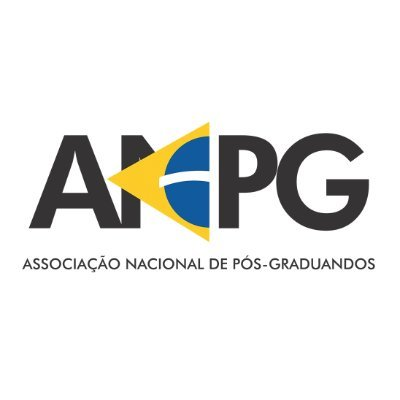 ANPG
ASSOCIAÇÃO NACIONAL DE PÓS-GRADUANDOS